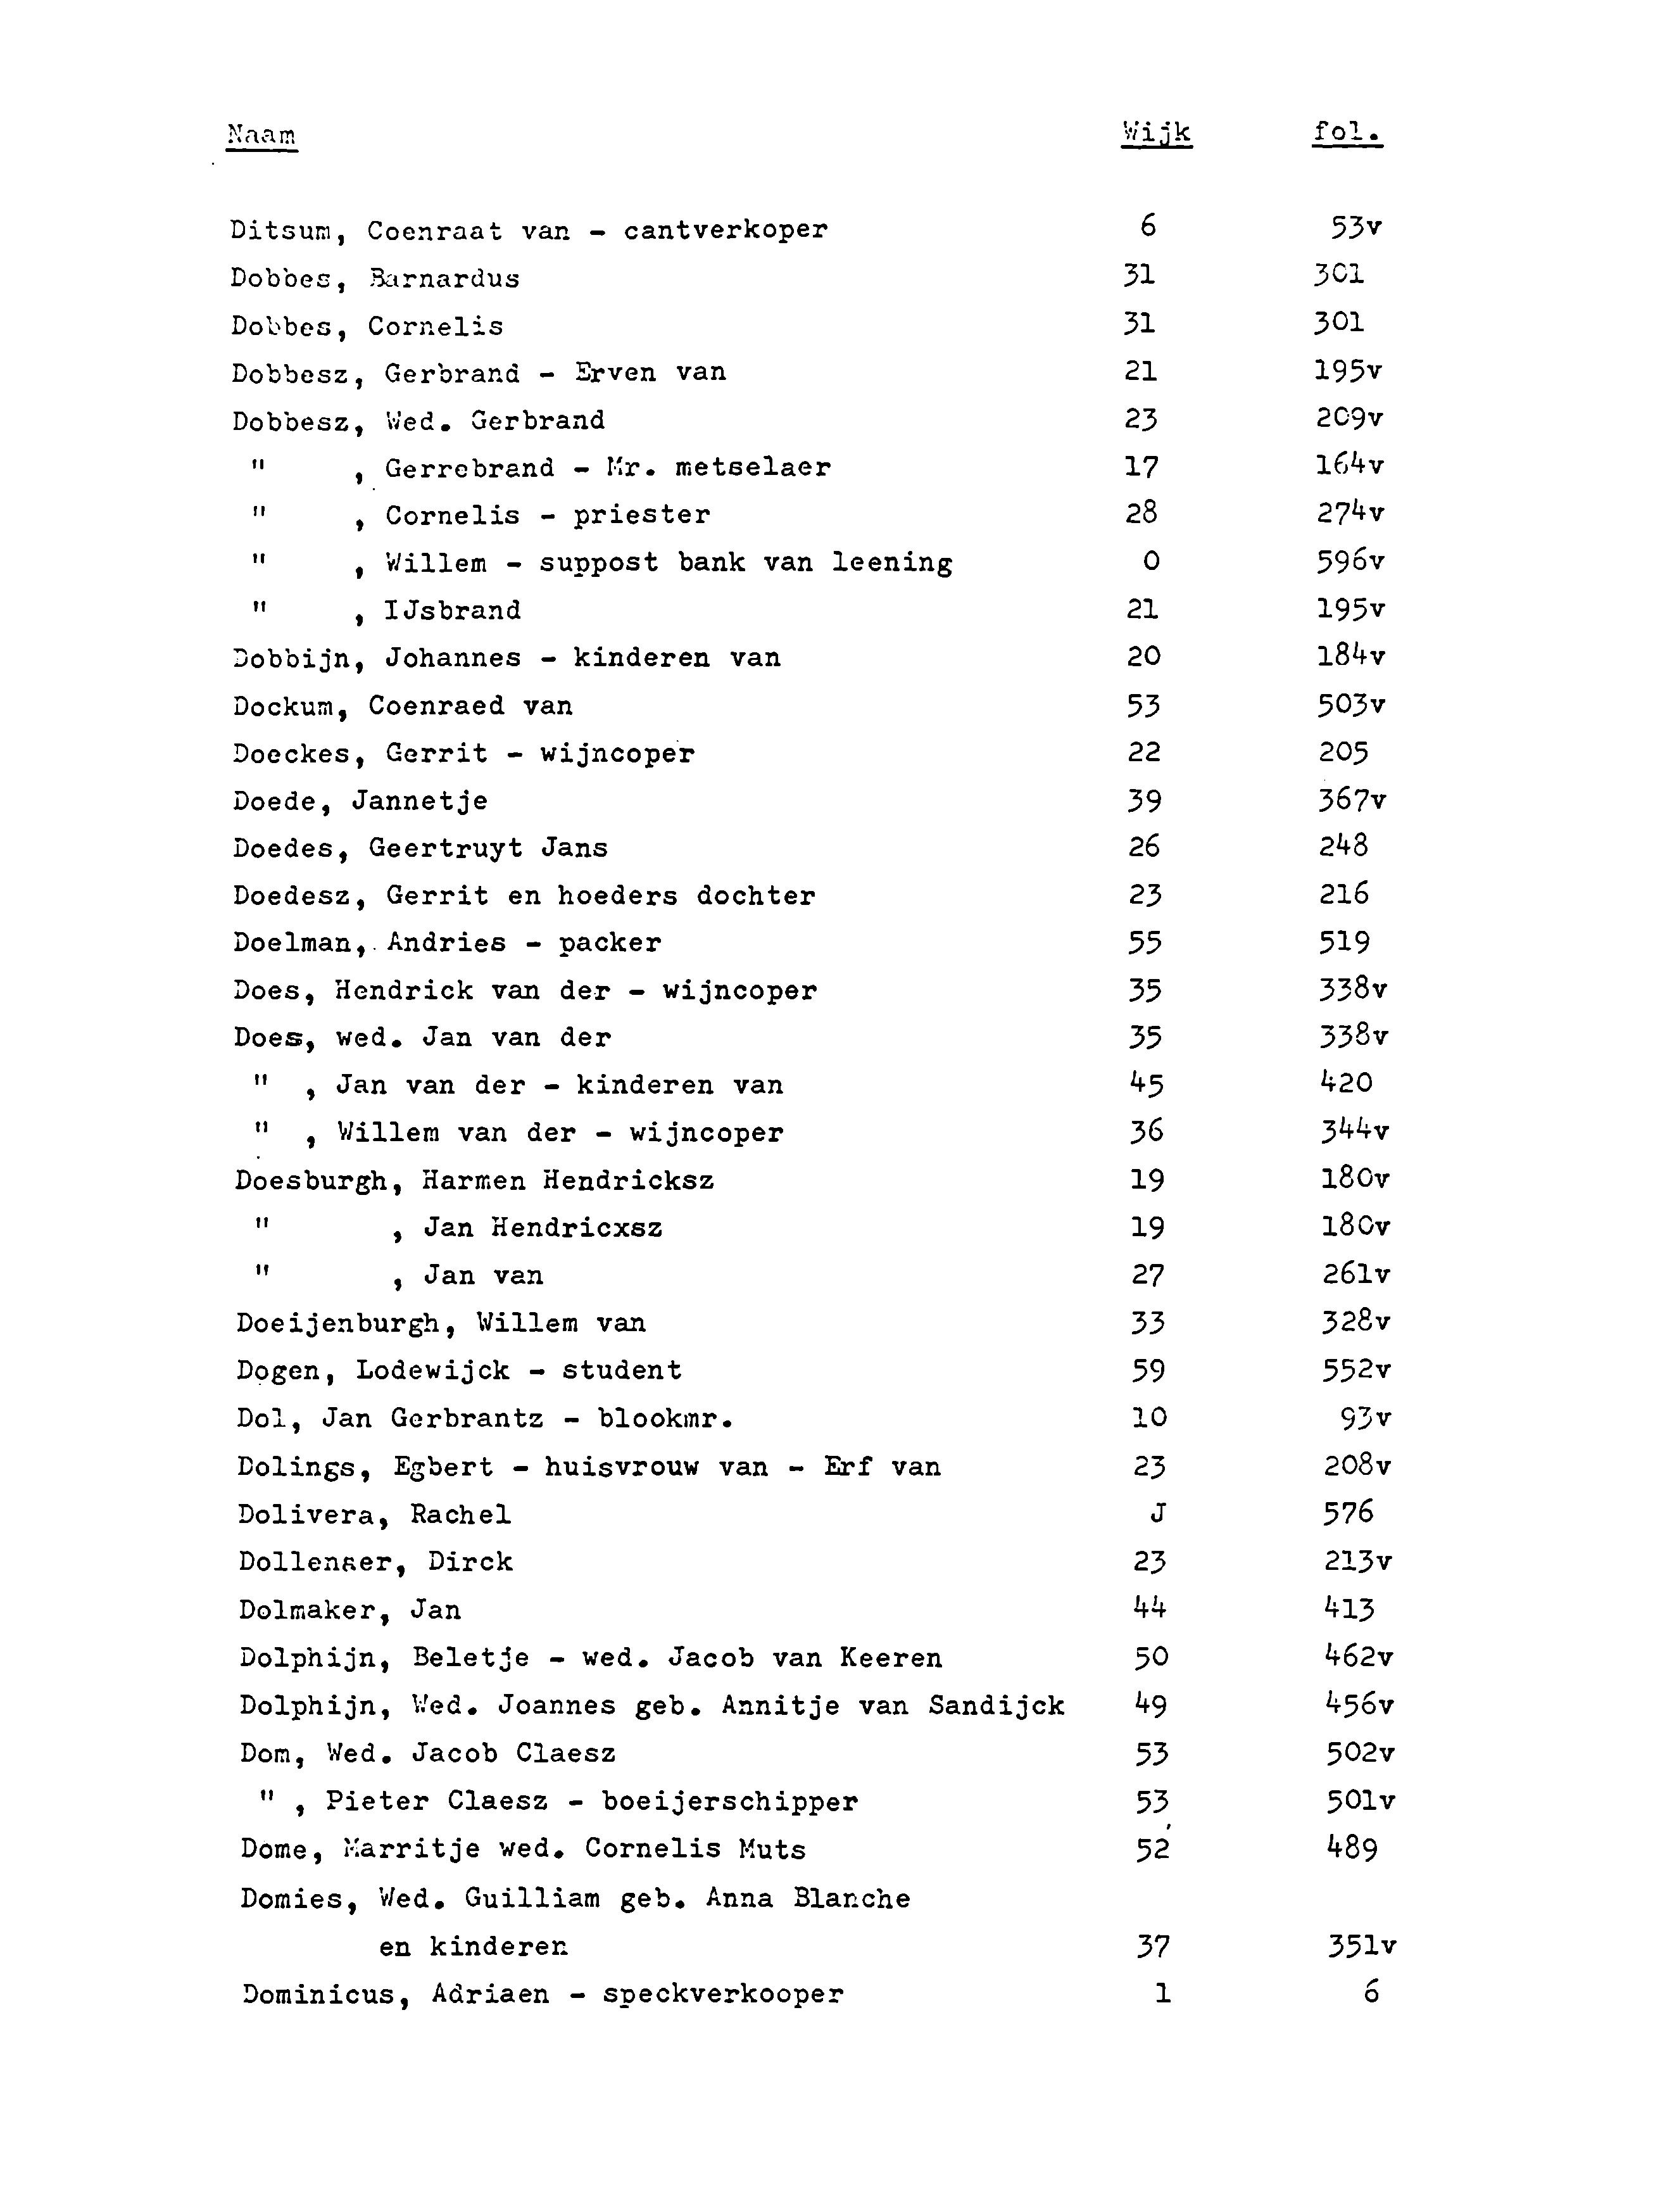 Naam Wijk fol.
Ditsum, Coenraat van - cantverkoper 6 53v
Dobbes, Barnardus 31 301
Dobbes, Cornelis 31 301
Dobbesz, Gerbrand - Erven van 21 195v
Dobbesz, Wed. Gerbrand 23 209v
" , Gerrebrand - Mr. metselaer 17 164v
" , Cornelis - priester 28 274v
" , Willem - suppost bank van leening 0 596v
" , IJsbrand 21 195v
Dobbijn, Johannes - kinderen van 20 184v
Dockum, Coenraed van 53 503v
Doeckes, Gerrit - wijncoper 22 205
Doede, Jannetje 39 367v
Doedes, Geertruyt Jans 26 248
Doedesz, Gerrit en hoeders dochter 23 216
Doelman, Andries - packer 55 519
Does, Hendrick van der - wijncoper 35 338v
Does, wed. Jan van der 35 338v
" , Jan van der - kinderen van 45 420
" , Willem van der - wijncoper 36 344v
Doesburgh, Harmen Hendricksz 19 180v
" , Jan Hendricxsz 19 180v
" , Jan van 27 261v
Doeijenburgh, Willem van 33 328v
Dogen, Lodewijck - student 59 552v
Dol, Jan Gerbrantz - blookmr. 10 93v
Dolings, Egbert - huisvrouw van - Erf van 23 208v
Dolivera, Rachel J 576
Dollenser, Dirck 23 213v
Dolmaker, Jan 44 413
Dolphijn, Beletje - wed. Jacob van Keeren 50 462v
Dolphijn, Wed. Joannes geb. Annitje van Sandijck 49 456v
Dom, Wed. Jacob Claesz 53 502v
" , Pieter Claesz - boeijerschipper 53 501v
Dome, Marritje wed. Cornelis Muts 52 489
Domies, Wed. Guilliam geb. Anna Blanche
en kinderen 37 351v
Dominicus, Adriaen - speckverkooper 1 6